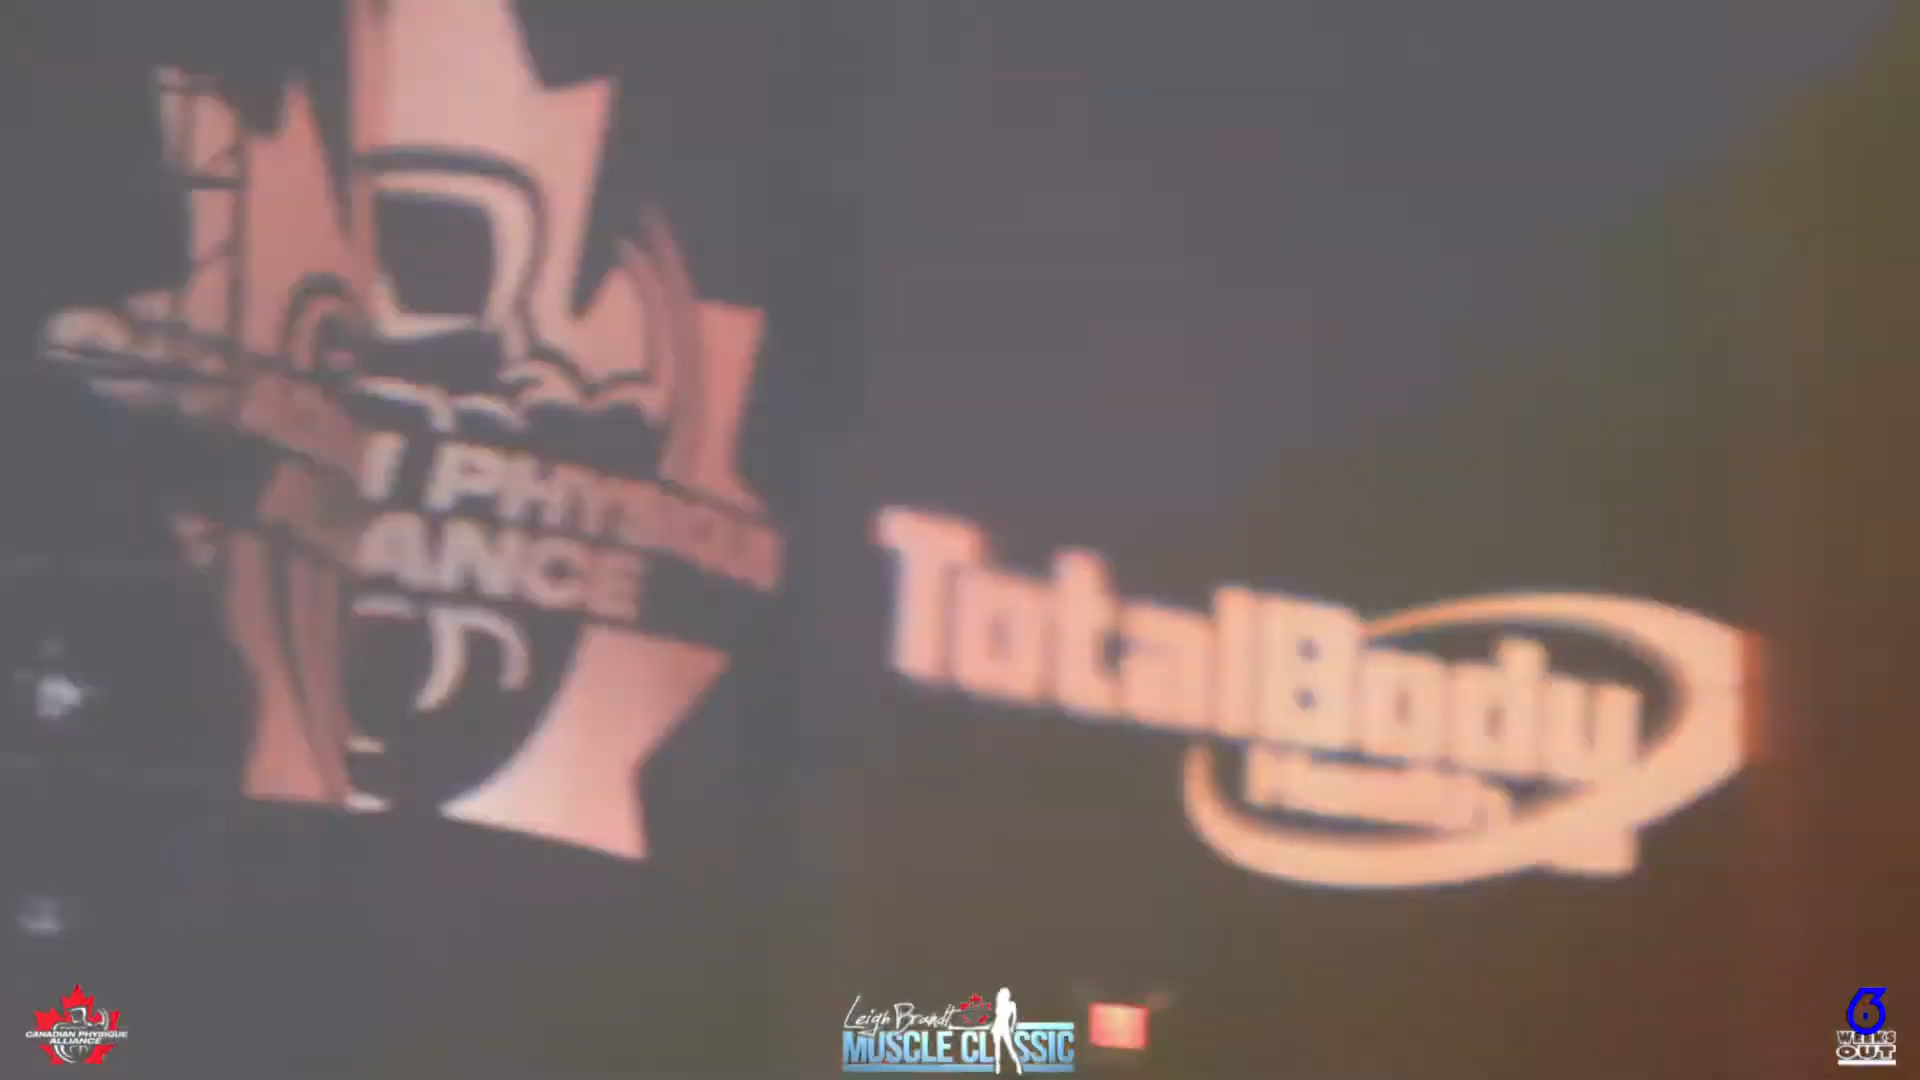 I PHYSIQUE
ANCE
TotalBody
CANADIAN PHYSIQUE
ALLIANCE
Leigh Brandt
MUSCLE CLASSIC
6
WEEKS
OUT